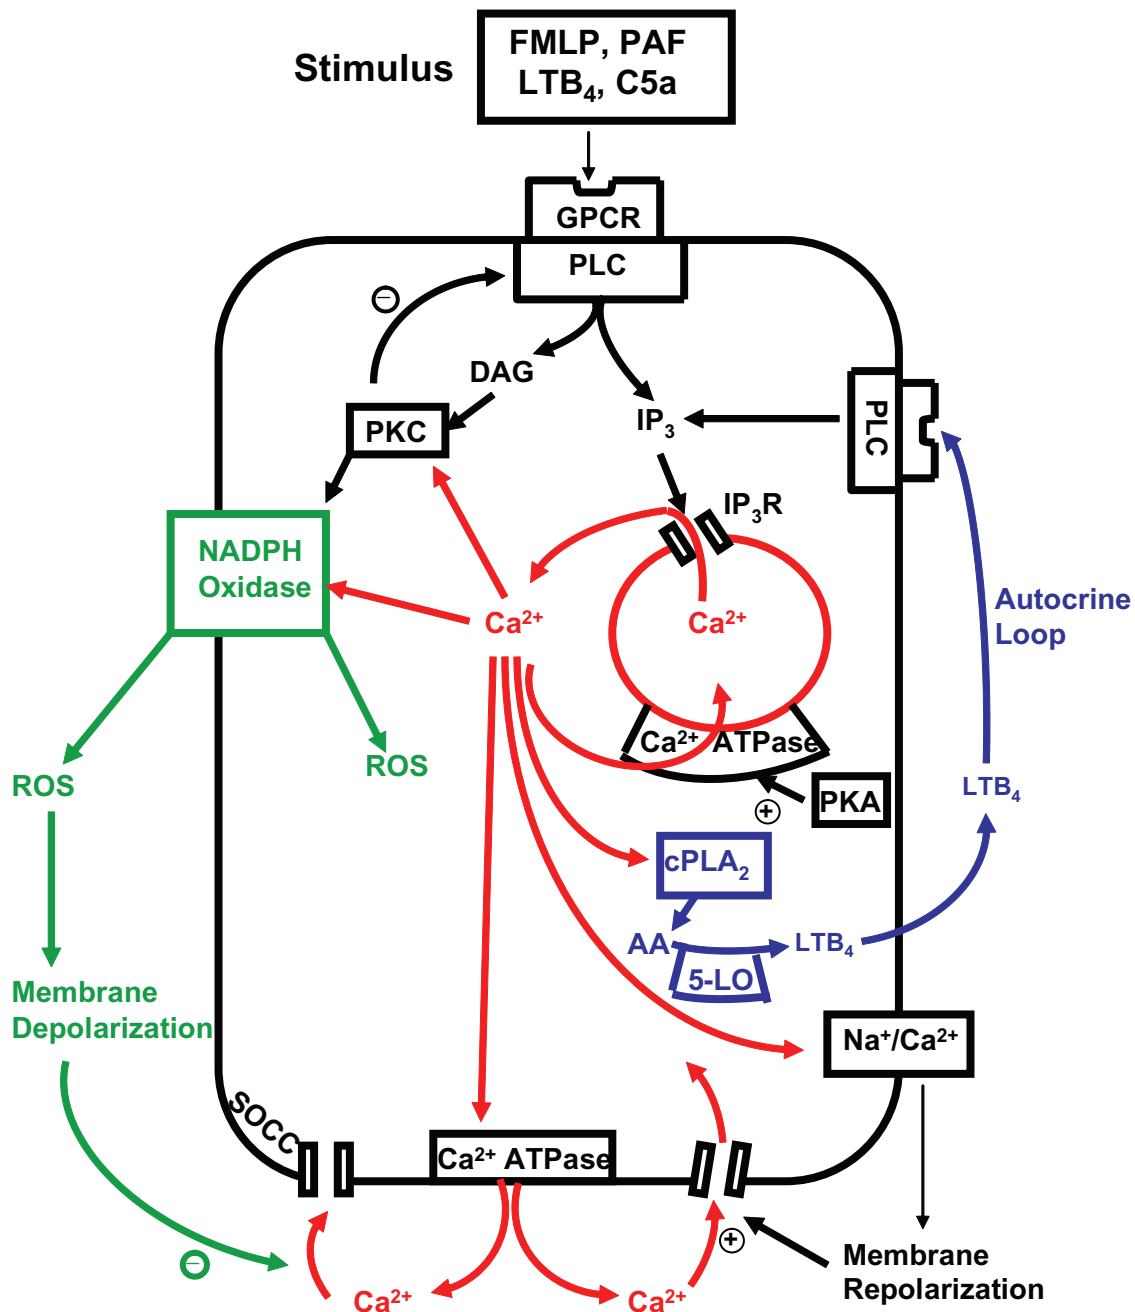 Stimulus
FMLP, PAF
LTB₄, C5a
GPCR
PLC
−
DAG
PKC
IP₃
PLC
IP₃R
NADPH
Oxidase
Ca²⁺
Ca²⁺
Autocrine
Loop
Ca²⁺ ATPase
ROS
ROS
PKA
+
LTB₄
cPLA₂
AA
LTB₄
5-LO
Membrane
Depolarization
Na⁺/Ca²⁺
SOCC
Ca²⁺ ATPase
−
+
Membrane
Repolarization
Ca²⁺
Ca²⁺